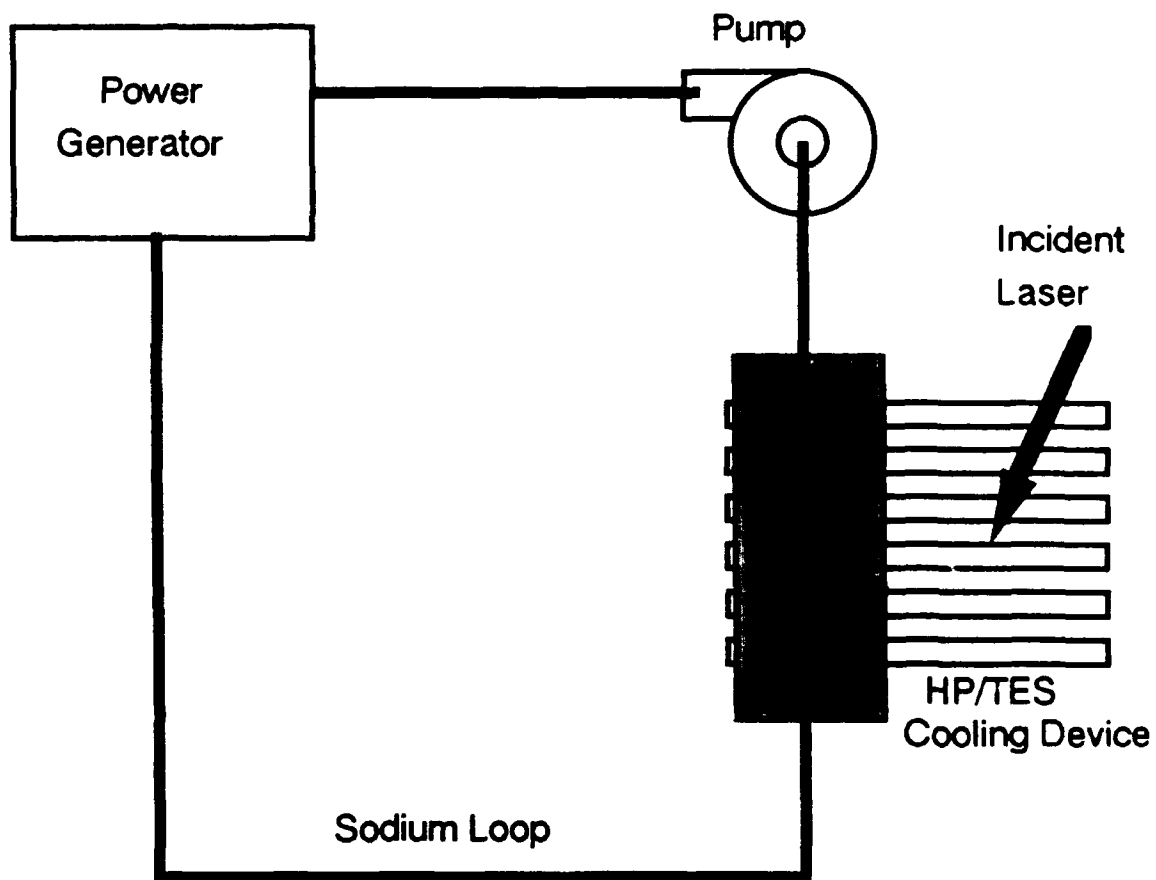 Pump
Power
Generator
Incident
Laser
HP/TES
Cooling Device
Sodium Loop